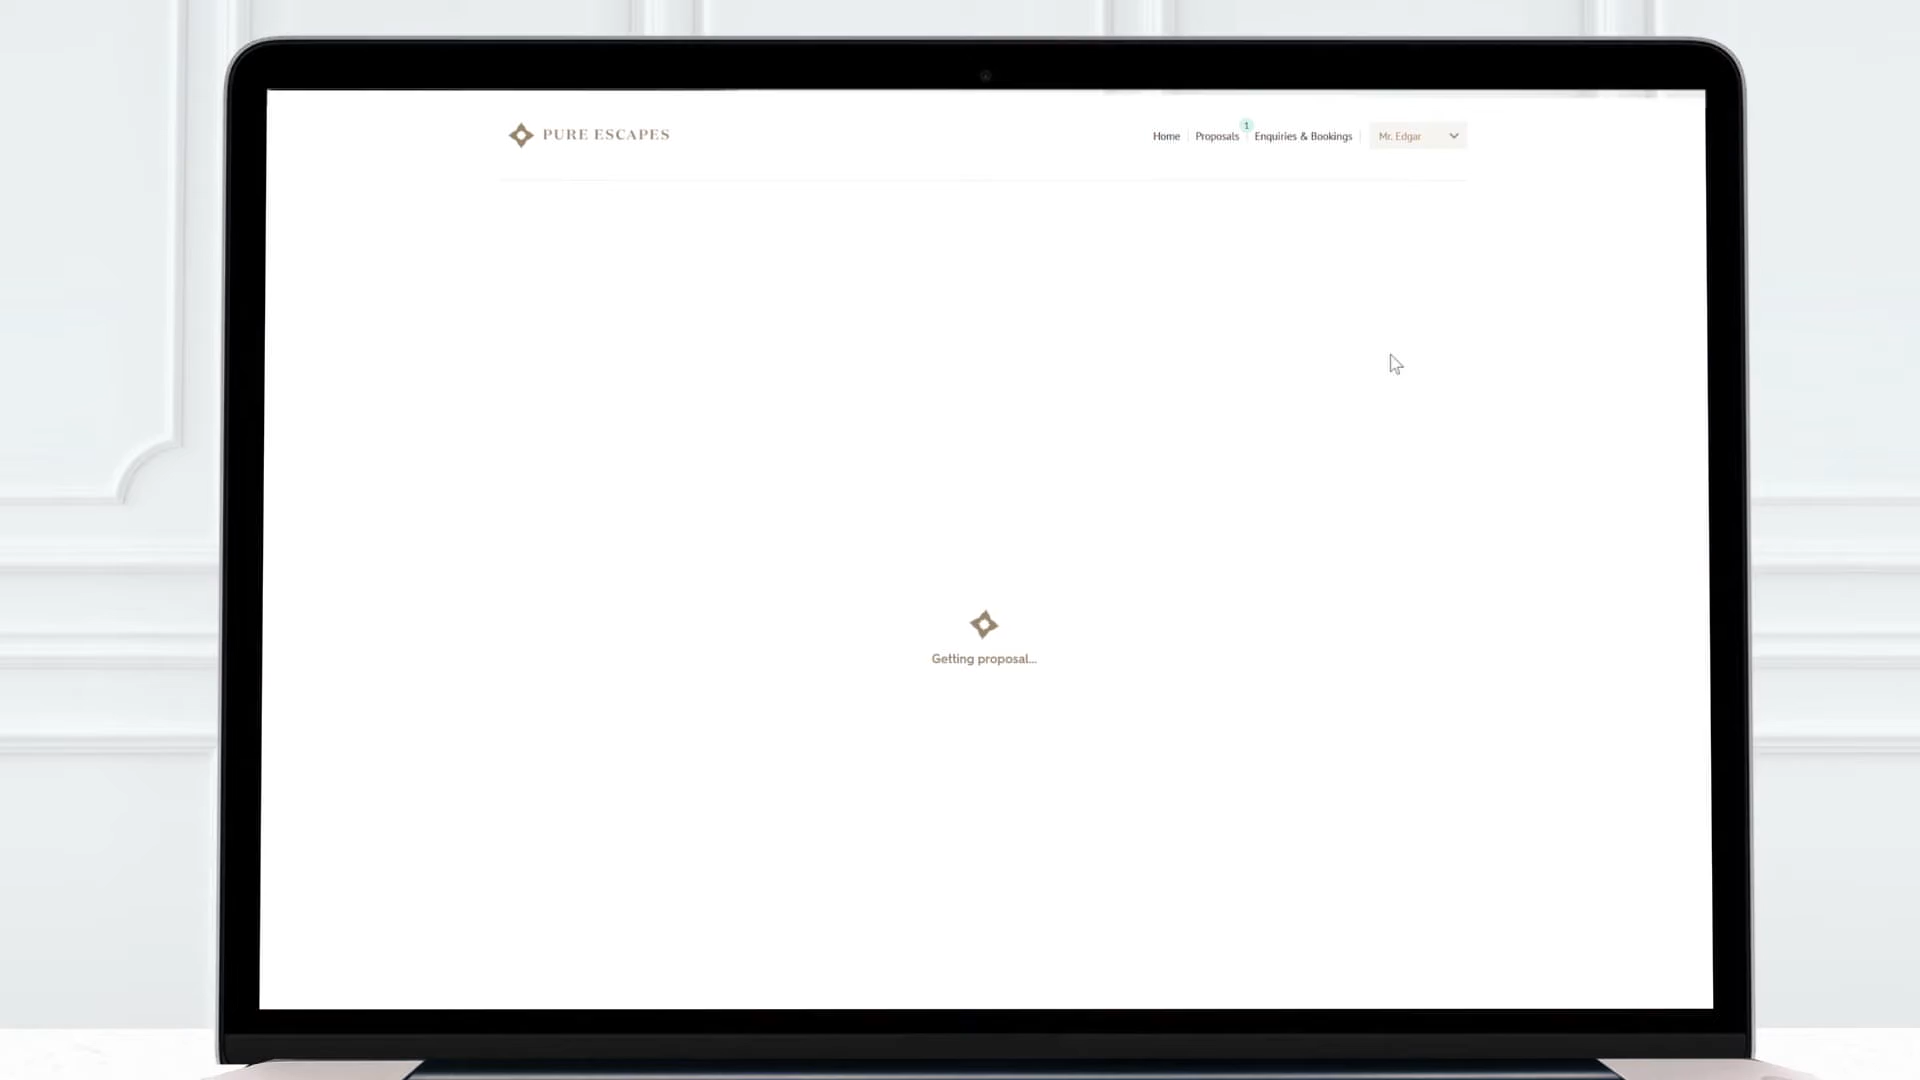 PURE ESCAPES
Home Proposals 1 Enquiries & Bookings Mr. Edgar
Getting proposal...